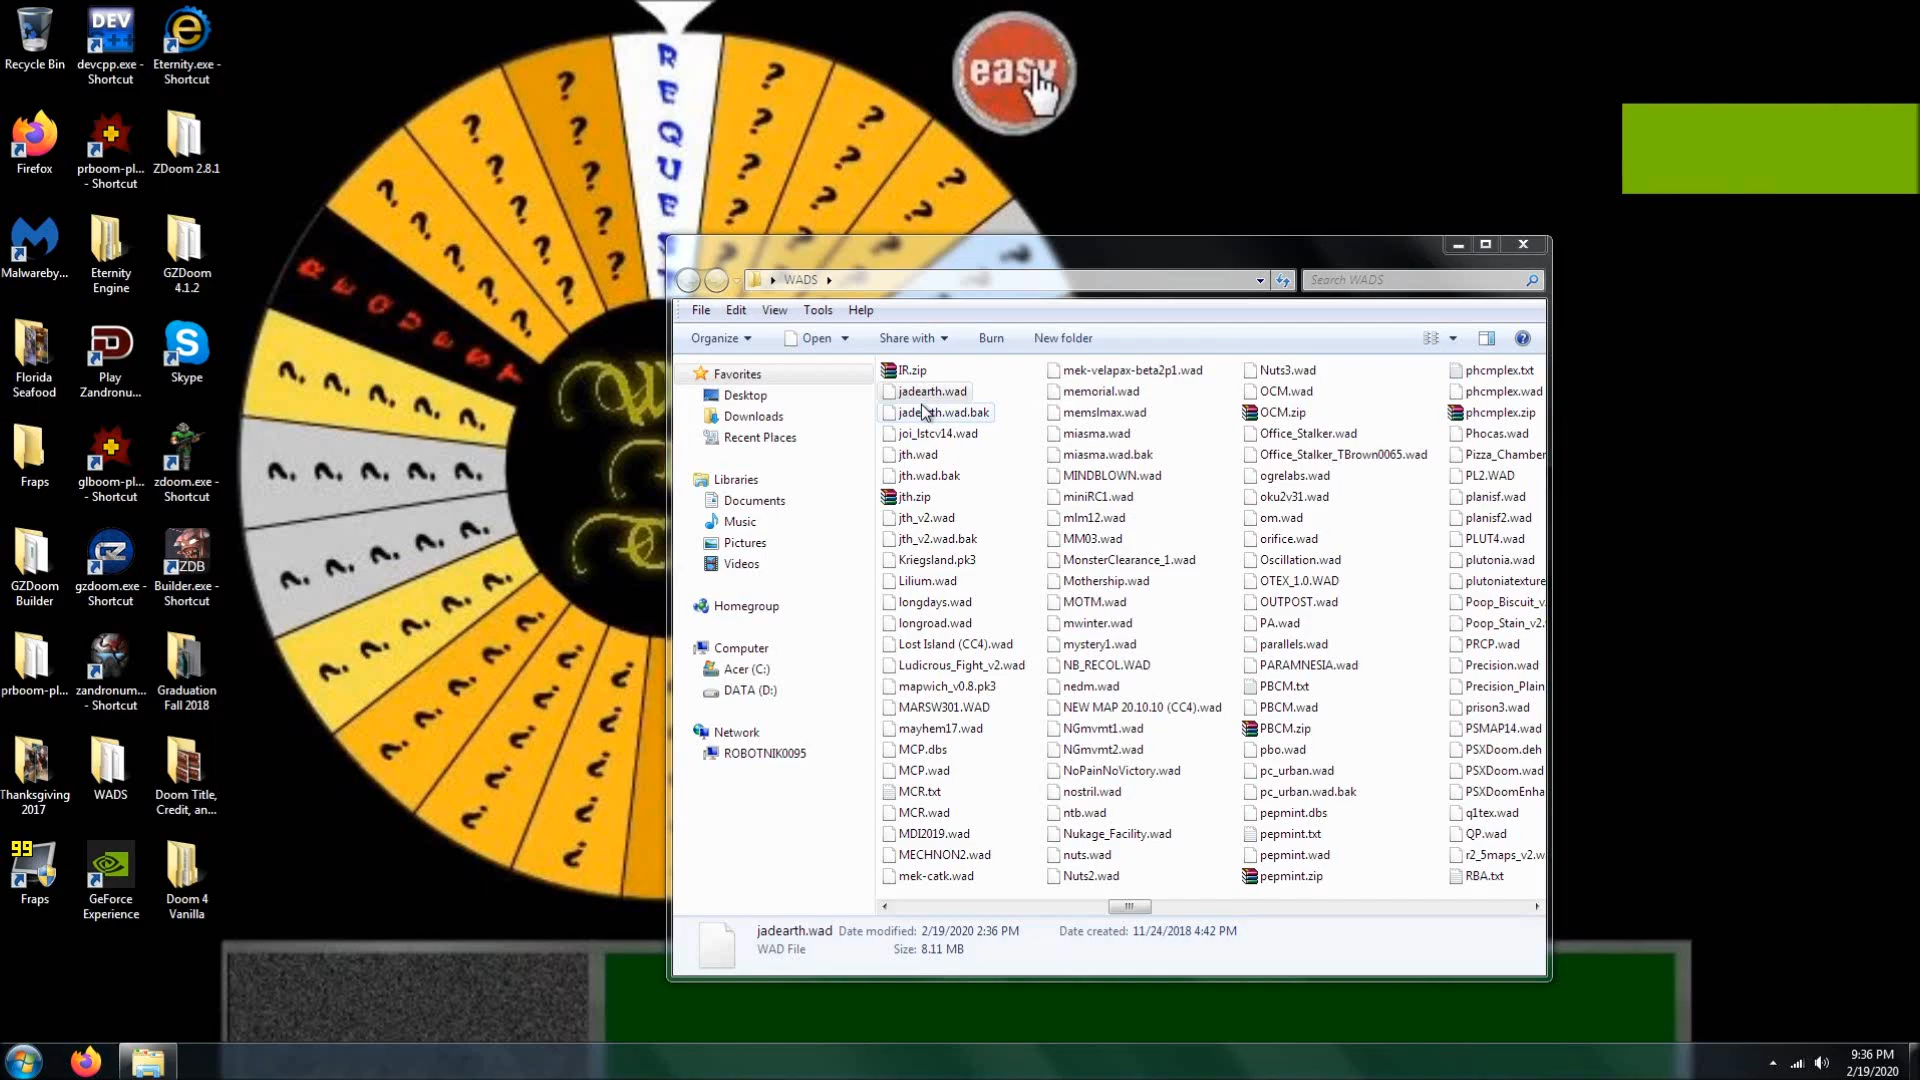 Recycle Bin
devcpp.exe - Shortcut
Eternity.exe - Shortcut
Firefox
prboom-pl... - Shortcut
ZDoom 2.8.1
Malwareby...
Eternity Engine
GZDoom 4.1.2
Florida Seafood
Play Zandronu...
Skype
Fraps
glboom-pl... - Shortcut
zdoom.exe - Shortcut
GZDoom Builder
gzdoom.exe - Shortcut
Builder.exe - Shortcut
prboom-pl...
zandronum... - Shortcut
Graduation Fall 2018
Thanksgiving 2017
WADS
Doom Title, Credit, an...
99
Fraps
GeForce Experience
Doom 4 Vanilla
DEV
ZDB
REQUEST
REQUEST
easy
WADS
Search WADS
File Edit View Tools Help
Organize Open Share with Burn New folder
Favorites
Desktop
Downloads
Recent Places
Libraries
Documents
Music
Pictures
Videos
Homegroup
Computer
Acer (C:)
DATA (D:)
Network
ROBOTNIK0095
IR.zip
jadearth.wad
jadearth.wad.bak
joi_lstcv14.wad
jth.wad
jth.wad.bak
jth.zip
jth_v2.wad
jth_v2.wad.bak
Kriegsland.pk3
Lilium.wad
longdays.wad
longroad.wad
Lost Island (CC4).wad
Ludicrous_Fight_v2.wad
mapwich_v0.8.pk3
MARSW301.WAD
mayhem17.wad
MCP.dbs
MCP.wad
MCR.txt
MCR.wad
MDI2019.wad
MECHNON2.wad
mek-catk.wad
mek-velapax-beta2p1.wad
memorial.wad
memslmax.wad
miasma.wad
miasma.wad.bak
MINDBLOWN.wad
miniRC1.wad
mlm12.wad
MM03.wad
MonsterClearance_1.wad
Mothership.wad
MOTM.wad
mwinter.wad
mystery1.wad
NB_RECOL.WAD
nedm.wad
NEW MAP 20.10.10 (CC4).wad
NGmvmt1.wad
NGmvmt2.wad
NoPainNoVictory.wad
nostril.wad
ntb.wad
Nukage_Facility.wad
nuts.wad
Nuts2.wad
Nuts3.wad
OCM.wad
OCM.zip
Office_Stalker.wad
Office_Stalker_TBrown0065.wad
ogrelabs.wad
oku2v31.wad
om.wad
orifice.wad
Oscillation.wad
OTEX_1.0.WAD
OUTPOST.wad
PA.wad
parallels.wad
PARAMNESIA.wad
PBCM.txt
PBCM.wad
PBCM.zip
pbo.wad
pc_urban.wad
pc_urban.wad.bak
pepmint.dbs
pepmint.txt
pepmint.wad
pepmint.zip
phcmplex.txt
phcmplex.wad
phcmplex.zip
Phocas.wad
Pizza_Chamber
PL2.WAD
planisf.wad
planisf2.wad
PLUT4.wad
plutonia.wad
plutoniatexture
Poop_Biscuit_v
Poop_Stain_v2.
PRCP.wad
Precision.wad
Precision_Plain
prison3.wad
PSMAP14.wad
PSXDoom.deh
PSXDoom.wad
PSXDoomEnha
q1tex.wad
QP.wad
r2_5maps_v2.w
RBA.txt
jadearth.wad Date modified: 2/19/2020 2:36 PM Date created: 11/24/2018 4:42 PM
WAD File Size: 8.11 MB
9:36 PM
2/19/2020